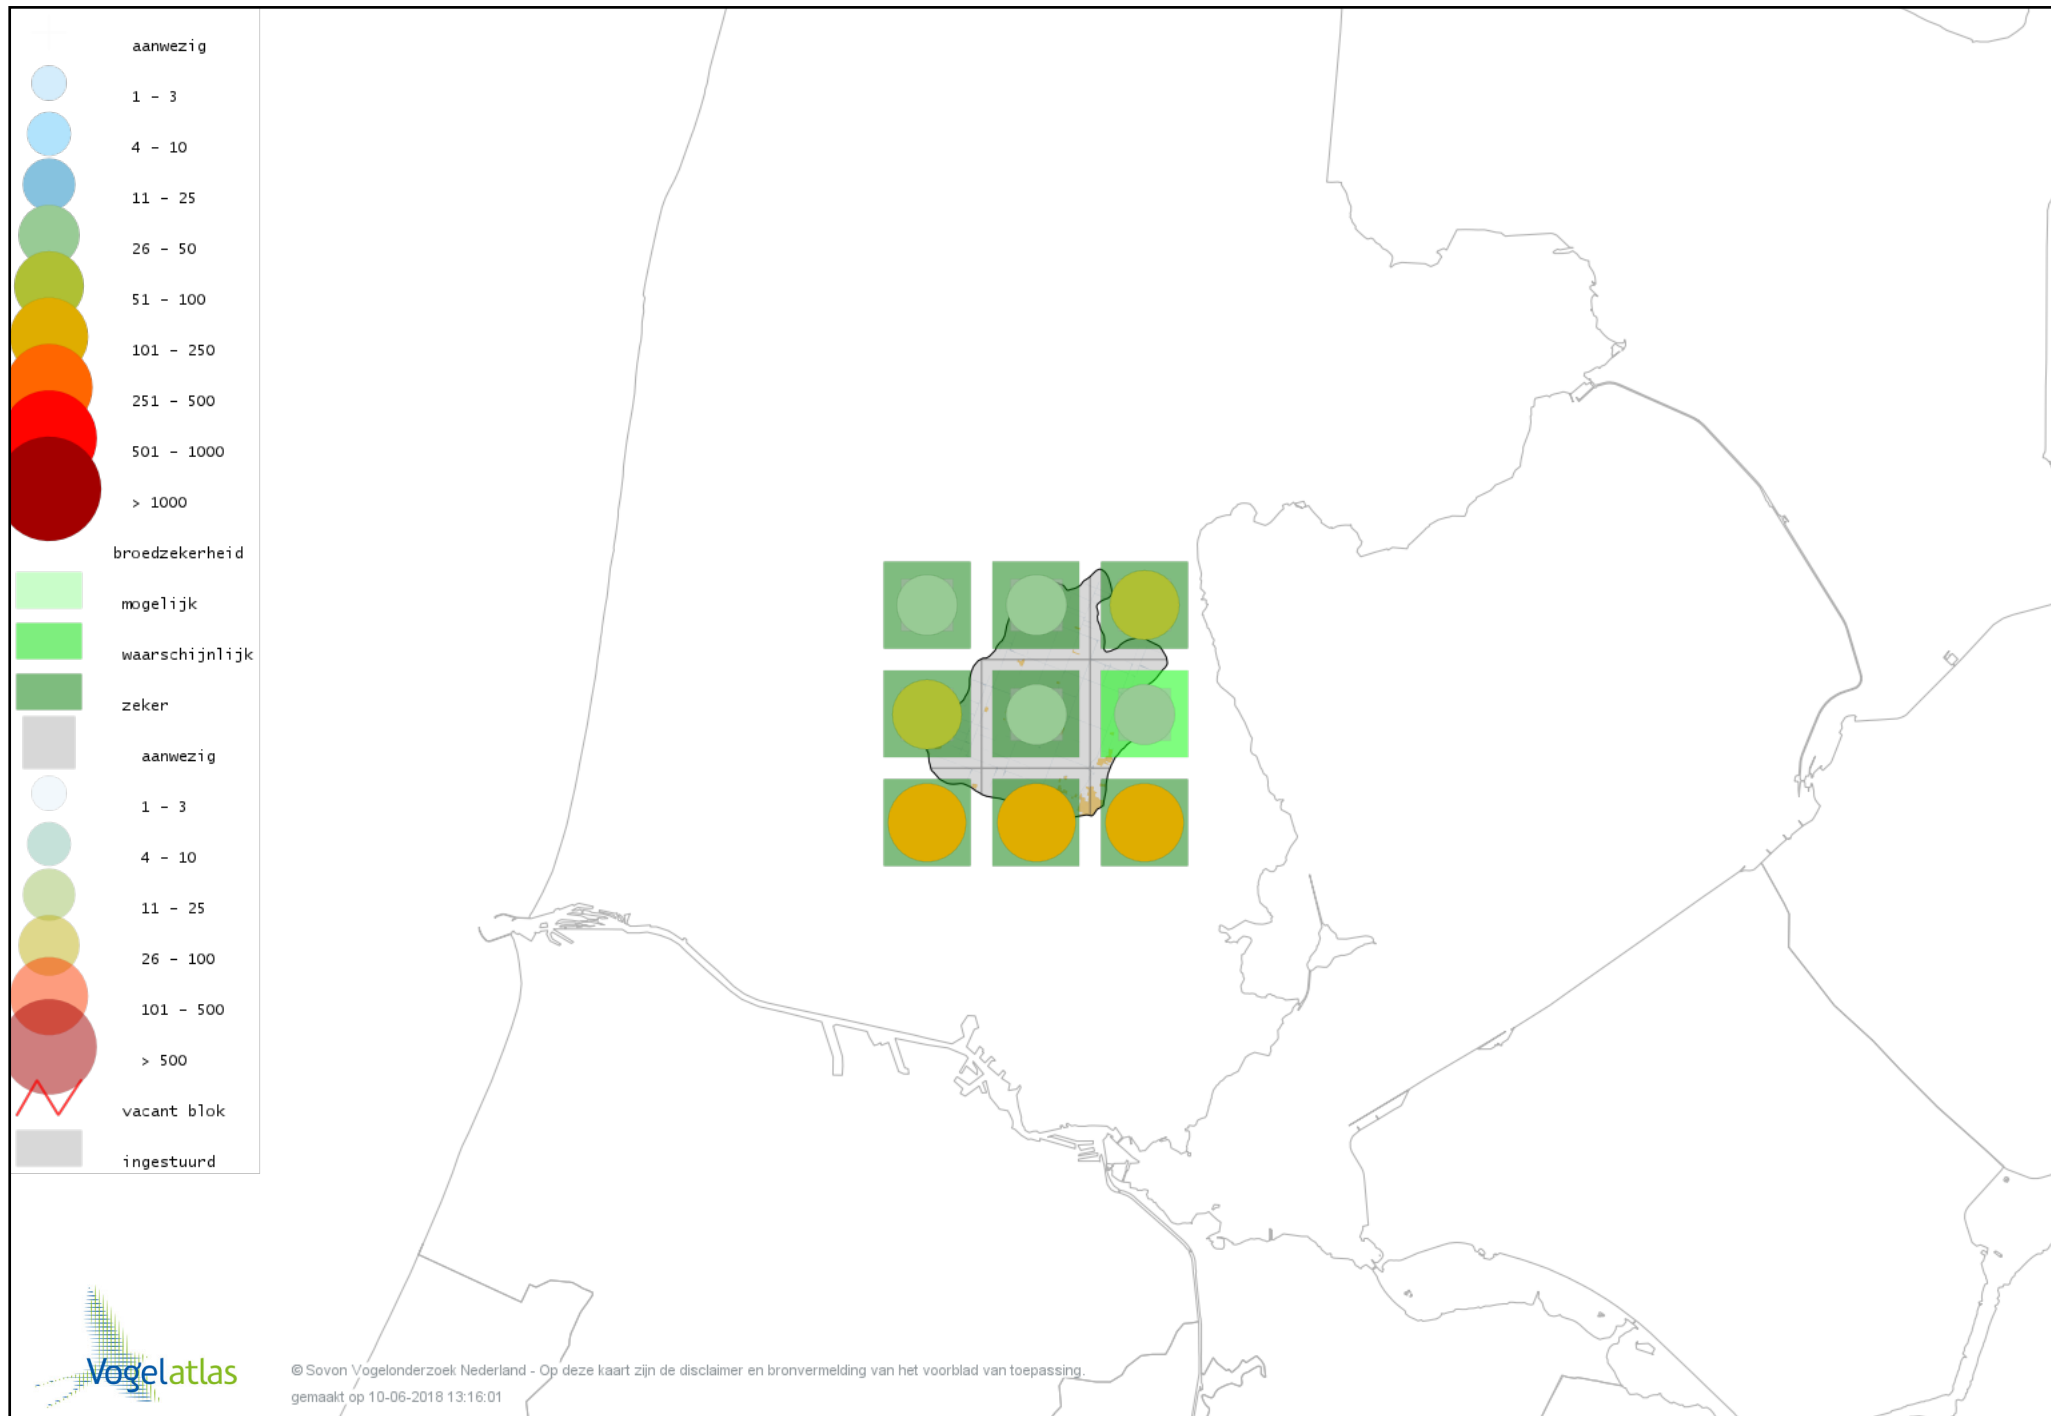 aanwezig
1 - 3
4 - 10
11 - 25
26 - 50
51 - 100
101 - 250
251 - 500
501 - 1000
> 1000
broedzekerheid
mogelijk
waarschijnlijk
zeker
aanwezig
1 - 3
4 - 10
11 - 25
26 - 100
101 - 500
> 500
vacant blok
ingestuurd
Vogelatlas
© Sovon Vogelonderzoek Nederland - Op deze kaart zijn de disclaimer en bronvermelding van het voorblad van toepassing.
gemaakt op 10-06-2018 13:16:01